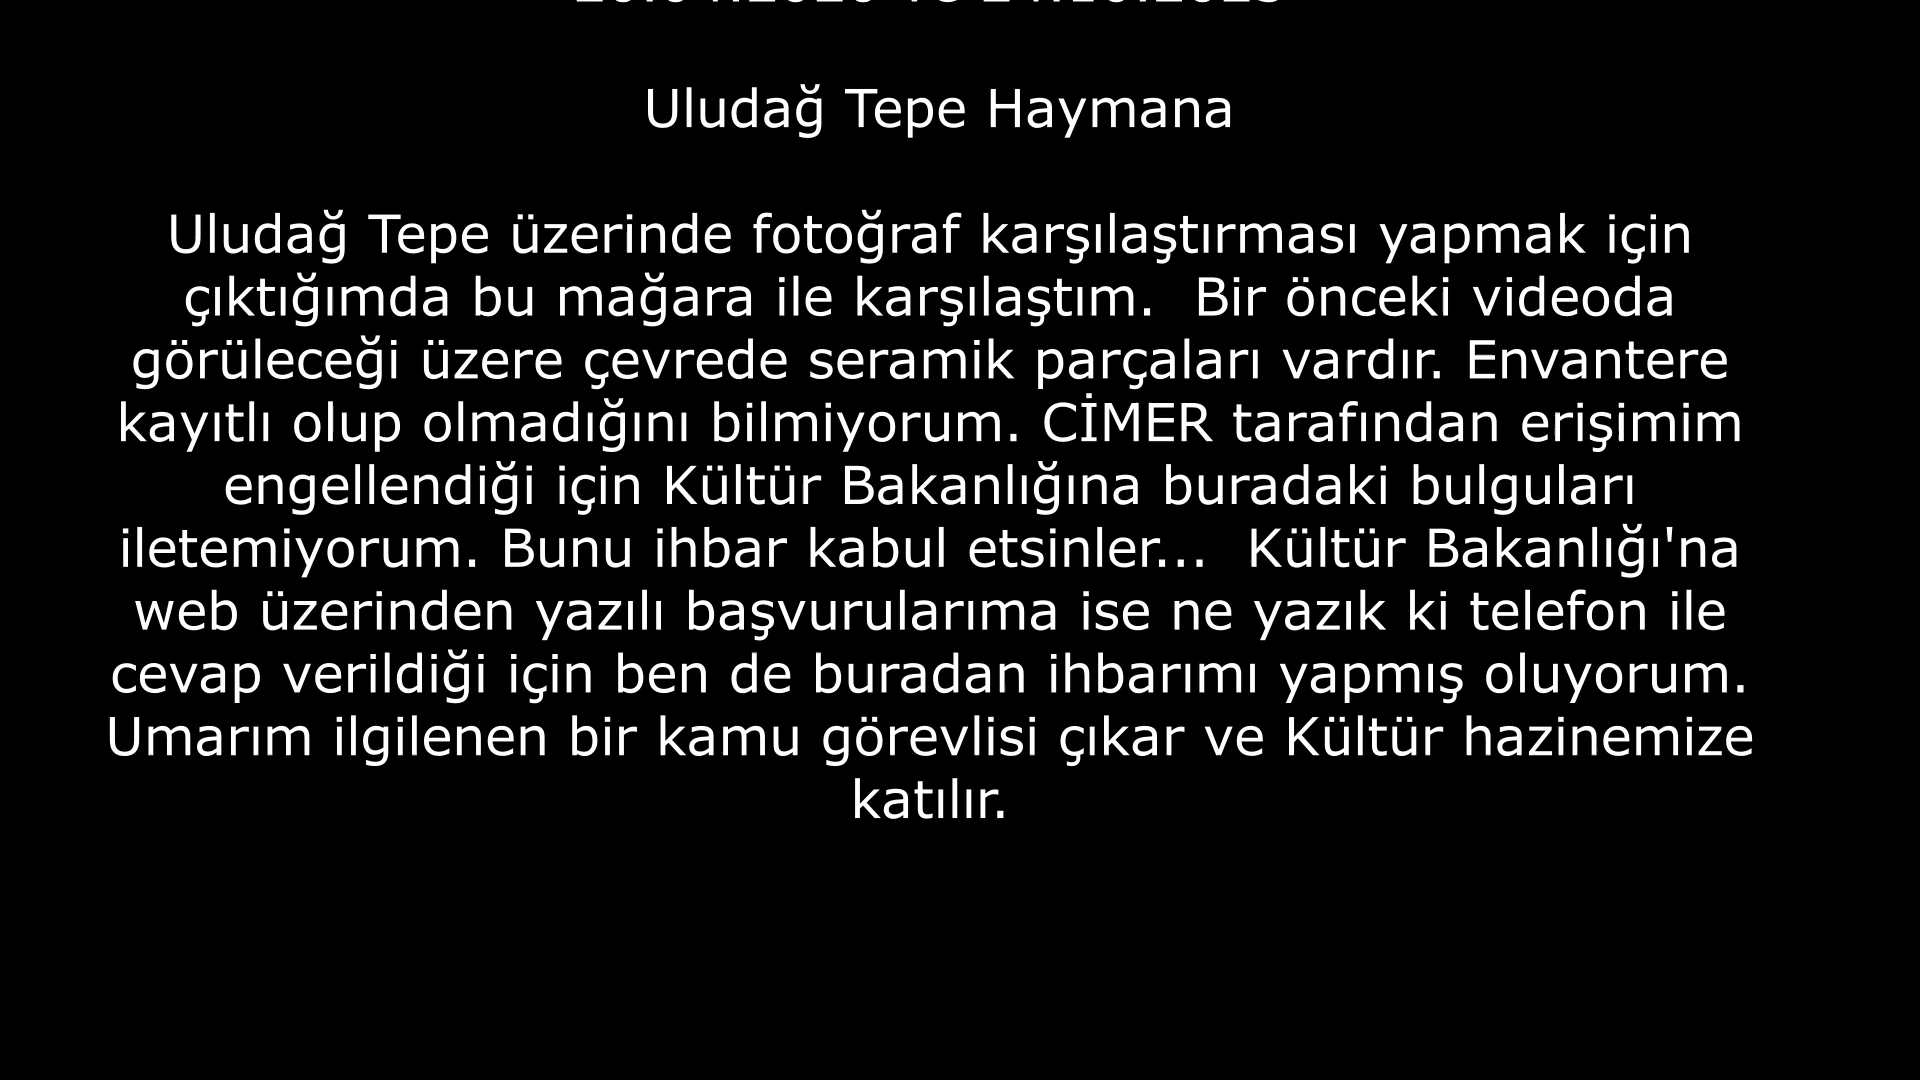 Uludağ Tepe Haymana
Uludağ Tepe üzerinde fotoğraf karşılaştırması yapmak için
çıktığımda bu mağara ile karşılaştım.  Bir önceki videoda
görüleceği üzere çevrede seramik parçaları vardır. Envantere
kayıtlı olup olmadığını bilmiyorum. CİMER tarafından erişimim
engellendiği için Kültür Bakanlığına buradaki bulguları
iletemiyorum. Bunu ihbar kabul etsinler...  Kültür Bakanlığı'na
web üzerinden yazılı başvurularıma ise ne yazık ki telefon ile
cevap verildiği için ben de buradan ihbarımı yapmış oluyorum.
Umarım ilgilenen bir kamu görevlisi çıkar ve Kültür hazinemize
katılır.